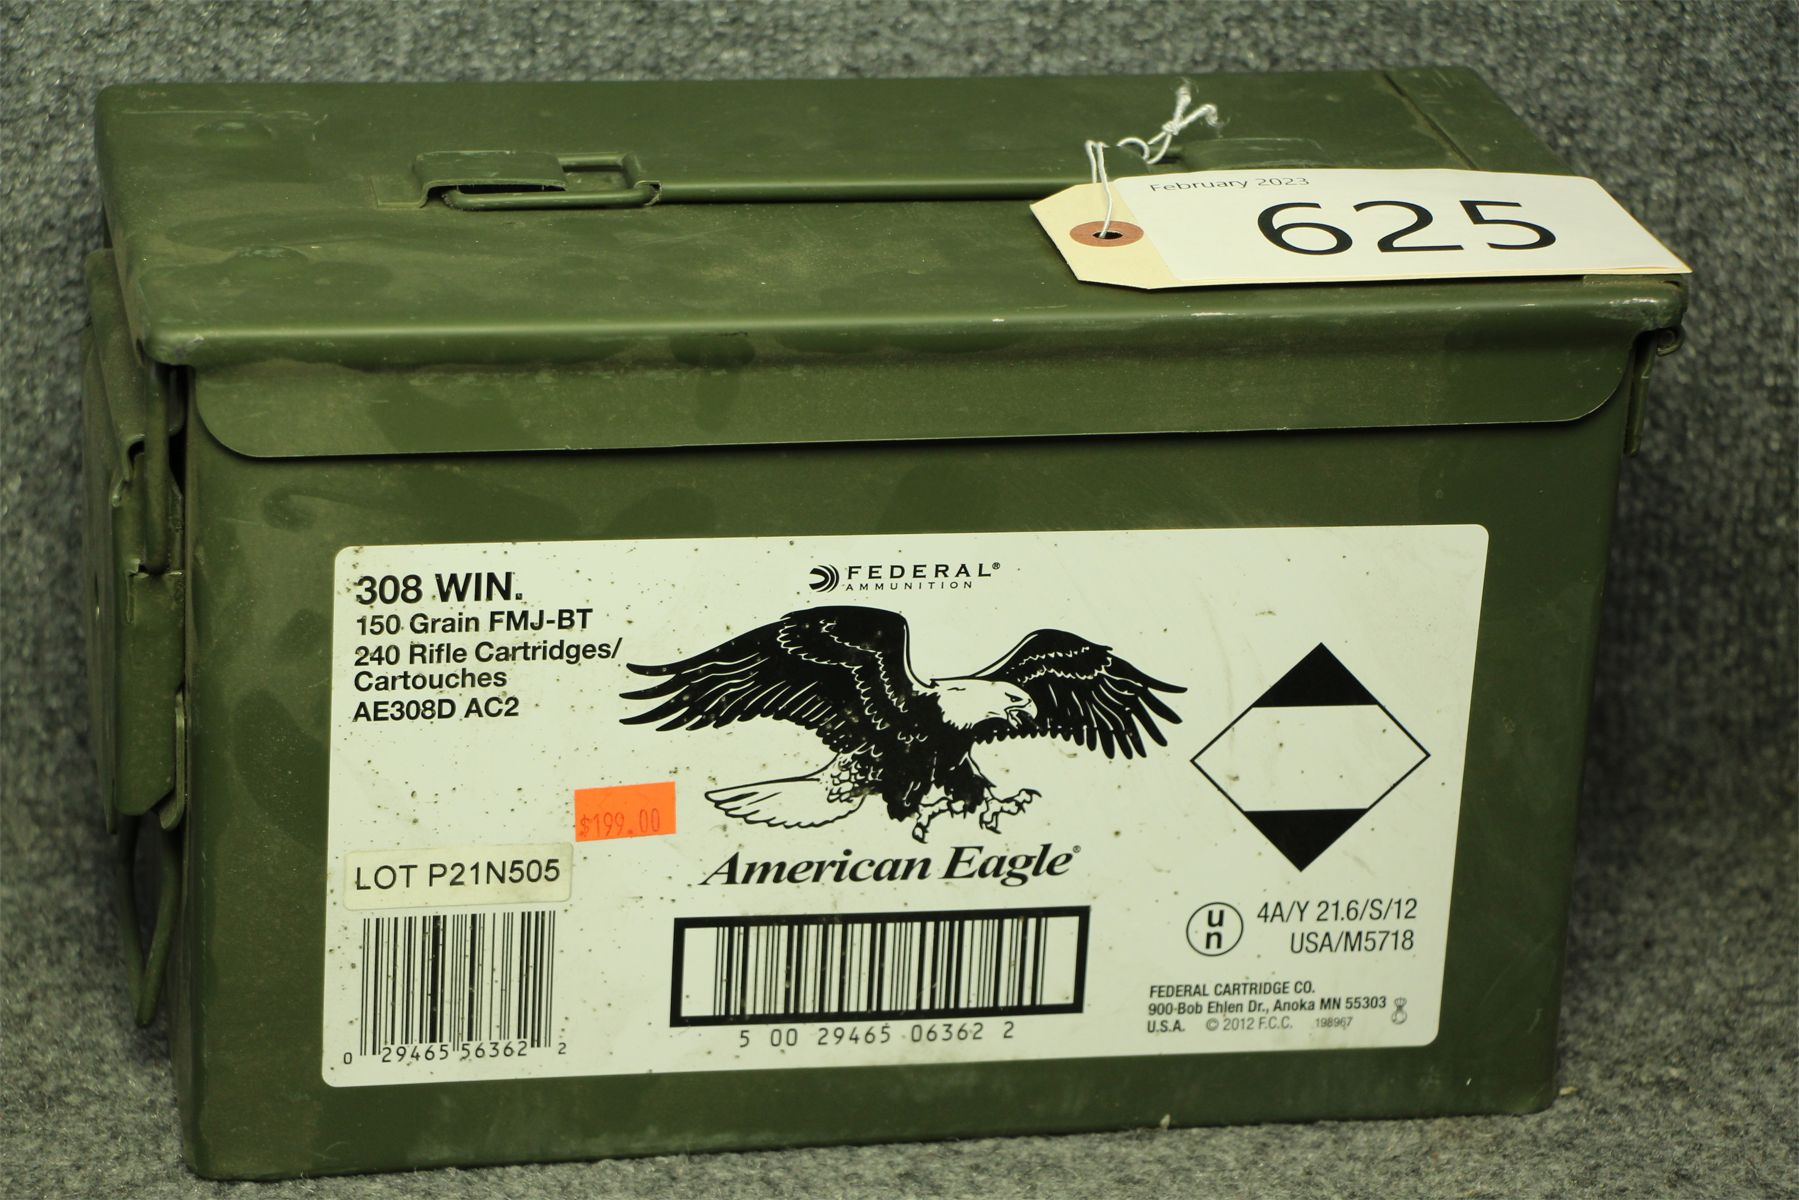 February 2023
625
308 WIN.
150 Grain FMJ-BT
240 Rifle Cartridges/
Cartouches
AE308D AC2
FEDERAL®
AMMUNITION
$199.00
LOT P21N505
American Eagle®
0 29465 56362 2
5 00 29465 06362 2
un
4A/Y 21.6/S/12
USA/M5718
FEDERAL CARTRIDGE CO.
900 Bob Ehlen Dr., Anoka MN 55303
U.S.A. © 2012 F.C.C. 198967